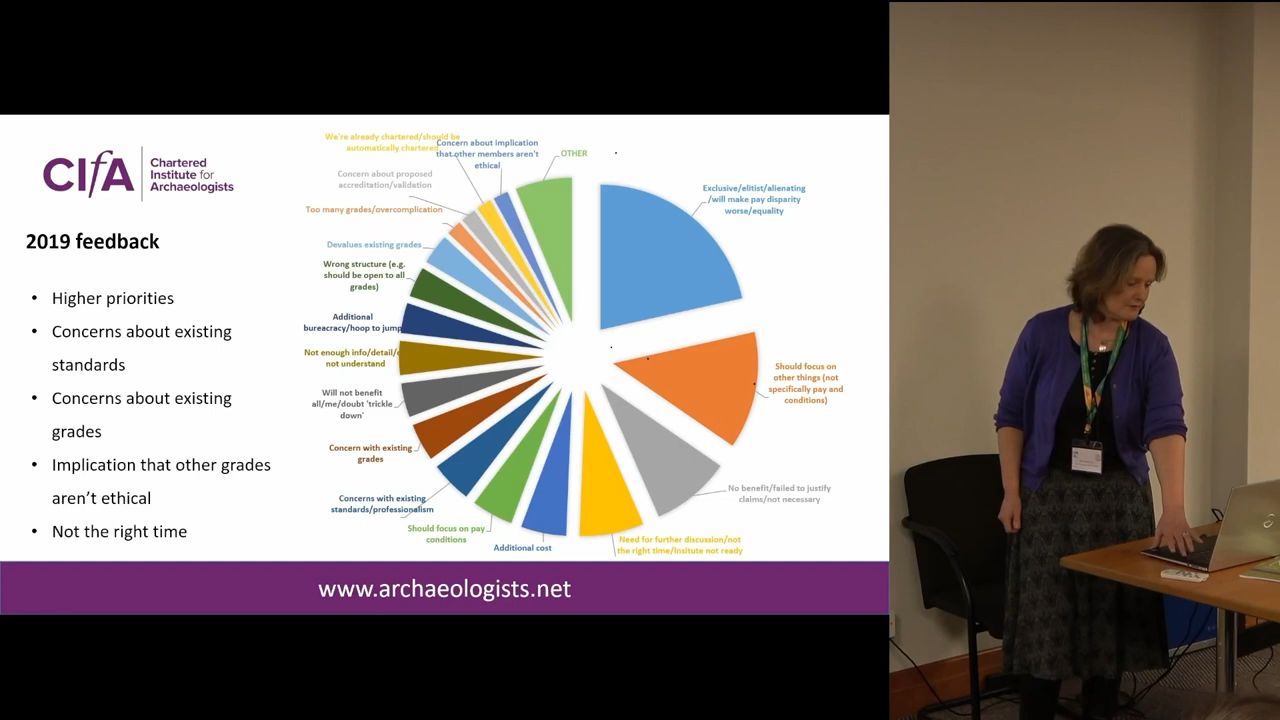 CIfA
Chartered
Institute for
Archaeologists
2019 feedback
• Higher priorities
• Concerns about existing
standards
• Concerns about existing
grades
• Implication that other grades
aren't ethical
• Not the right time
We're already chartered/should be
automatically chartered
Concern about implication
that other members aren't
ethical
OTHER
Concern about proposed
accreditation/validation
Too many grades/overcomplication
Devalues existing grades
Wrong structure (e.g.
should be open to all
grades)
Additional
bureacracy/hoop to jump
Not enough info/detail/
not understand
Will not benefit
all/me/doubt 'trickle
down'
Concern with existing
grades
Concerns with existing
standards/professionalism
Should focus on pay
conditions
Additional cost
Need for further discussion/not
the right time/Insitute not ready
No benefit/failed to justify
claims/not necessary
Should focus on
other things (not
specifically pay and
conditions)
Exclusive/elitist/alienating
/will make pay disparity
worse/equality
www.archaeologists.net